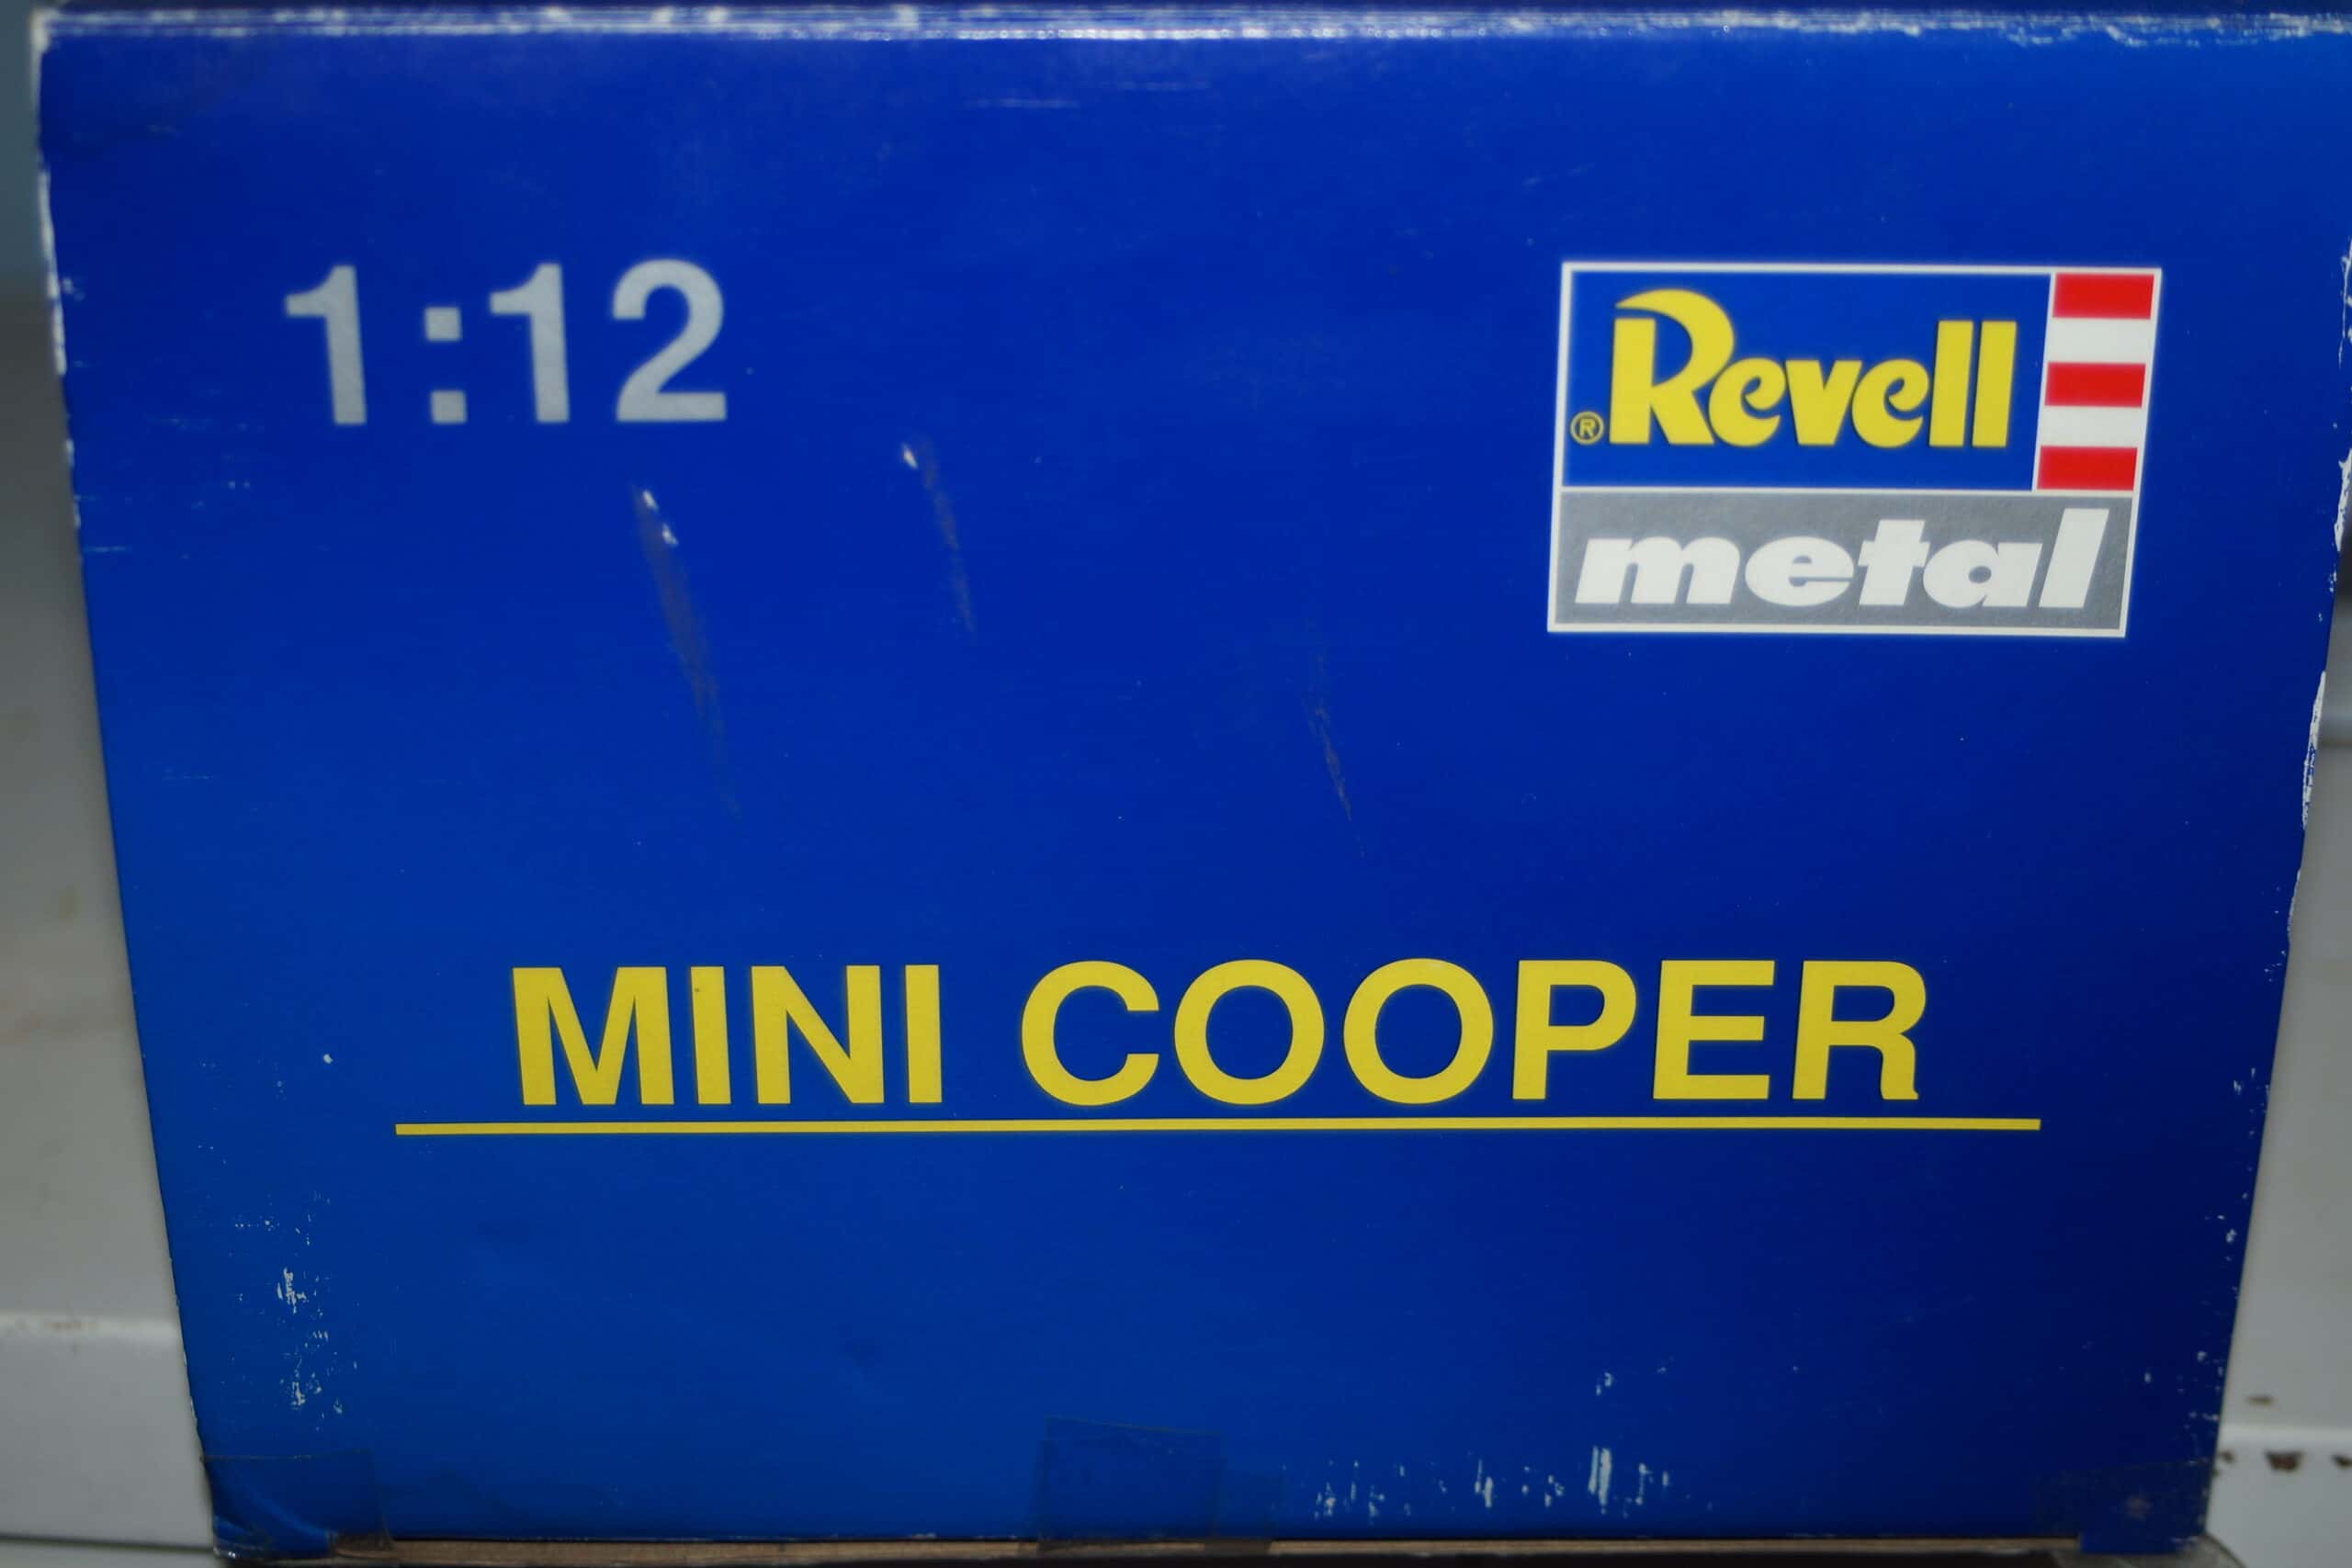 1:12
®Revell
metal
MINI COOPER